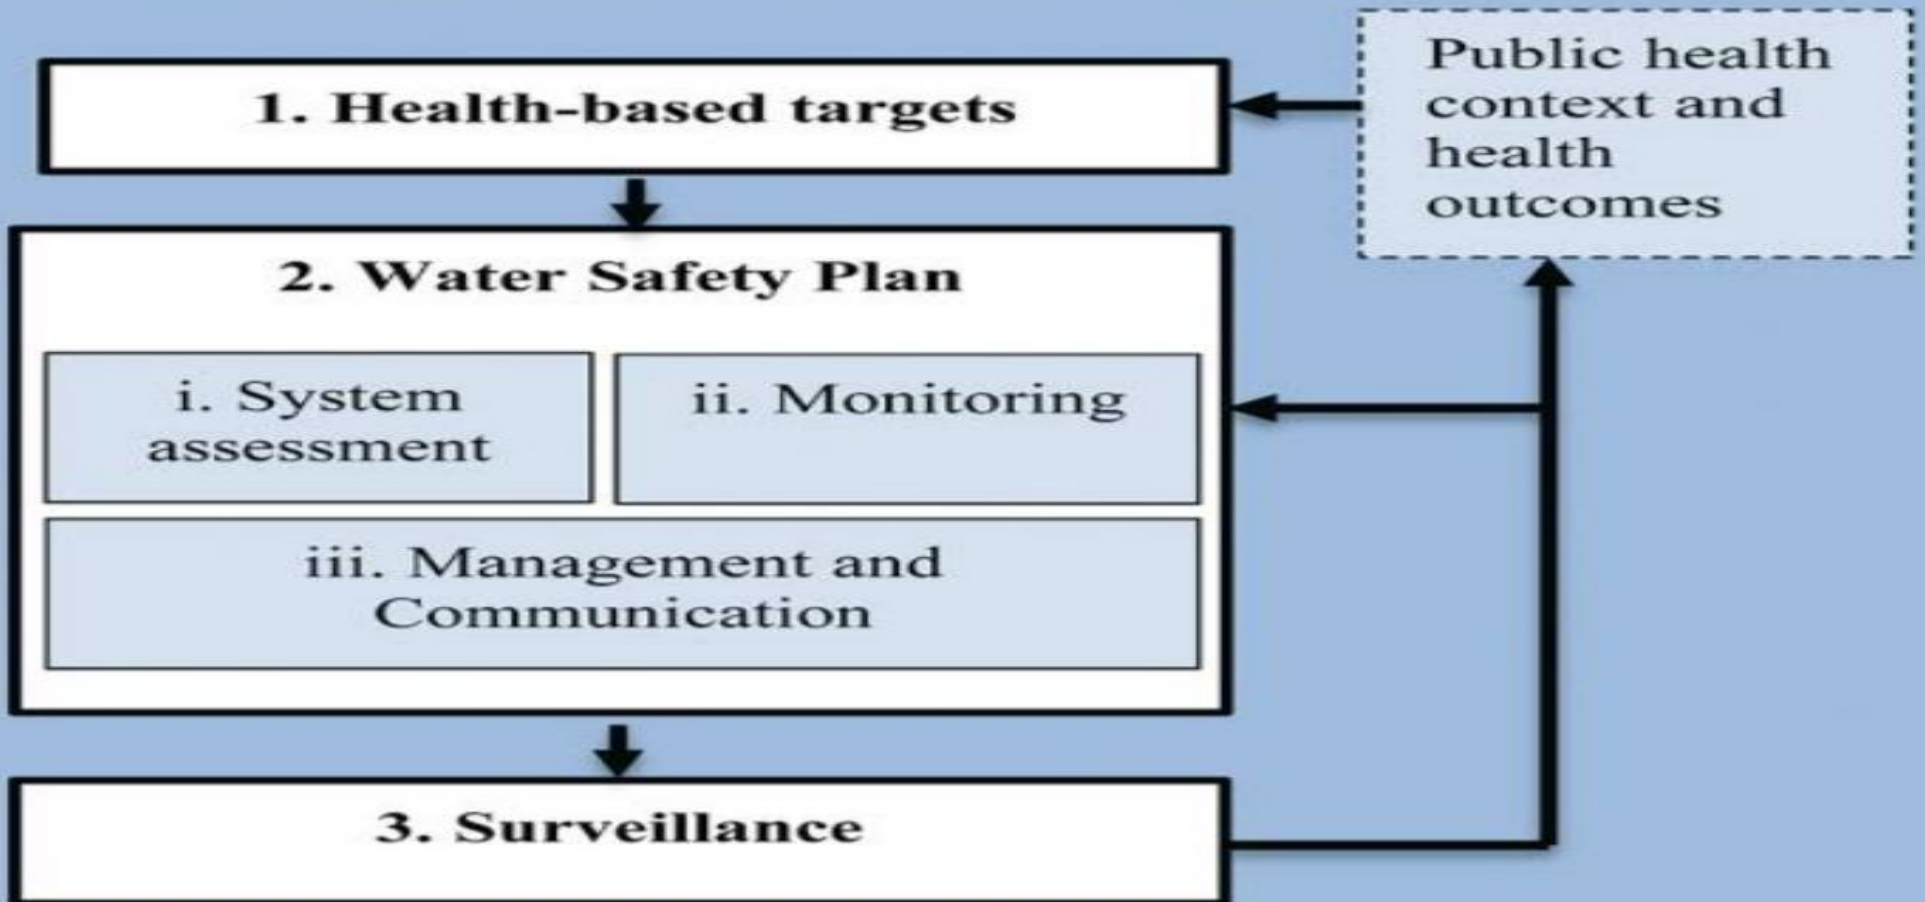 1. Health-based targets
Public health
context and
health
outcomes
2. Water Safety Plan
i. System
assessment
ii. Monitoring
iii. Management and
Communication
3. Surveillance